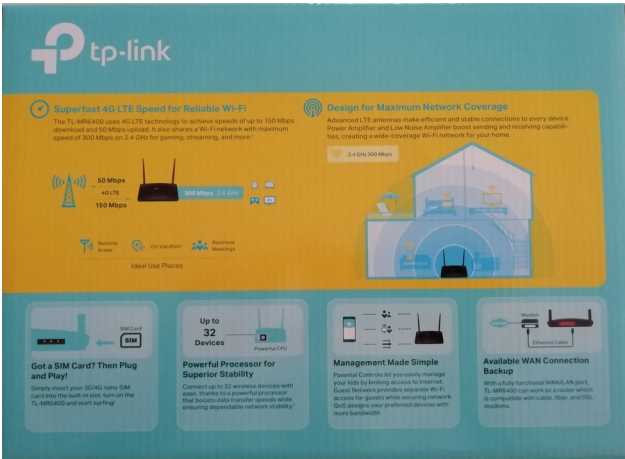 tp-link
Superfast 4G LTE Speed for Reliable Wi-Fi
The TL-MR6400 uses 4G LTE technology to achieve speeds of up to 150 Mbps
download and 50 Mbps upload. It also shares a Wi-Fi network with maximum
speed of 300 Mbps on 2.4 GHz for gaming, streaming, and more.¹
50 Mbps
4G LTE
150 Mbps
300 Mbps 2.4 GHz
Remote
Areas
On Vacation
Business
Meetings
Ideal Use Places
Design for Maximum Network Coverage
Advanced LTE antennas make efficient and stable connections to every device.
Power Amplifier and Low Noise Amplifier boost sending and receiving capabili-
ties, creating a wide-coverage Wi-Fi network for your home.
2.4 GHz 300 Mbps
SIM Card
SIM
Got a SIM Card? Then Plug
and Play!
Simply insert your 3G/4G nano SIM
card into the built-in slot, turn on the
TL-MR6400 and start surfing!
Up to
32
Devices
Powerful CPU
Powerful Processor for
Superior Stability
Connect up to 32 wireless devices with
ease, thanks to a powerful processor
that boosts data transfer speeds while
ensuring dependable network stability.
Management Made Simple
Parental Controls let you easily manage
your kids by limiting access to Internet.
Guest Network provides separate Wi-Fi
access for guests while securing network.
QoS assigns your preferred devices with
more bandwidth.
Modem
Ethernet Cable
Available WAN Connection
Backup
With a fully functional WAN/LAN port,
TL-MR6400 can work as a router which
is compatible with cable, fiber, and DSL
modems.